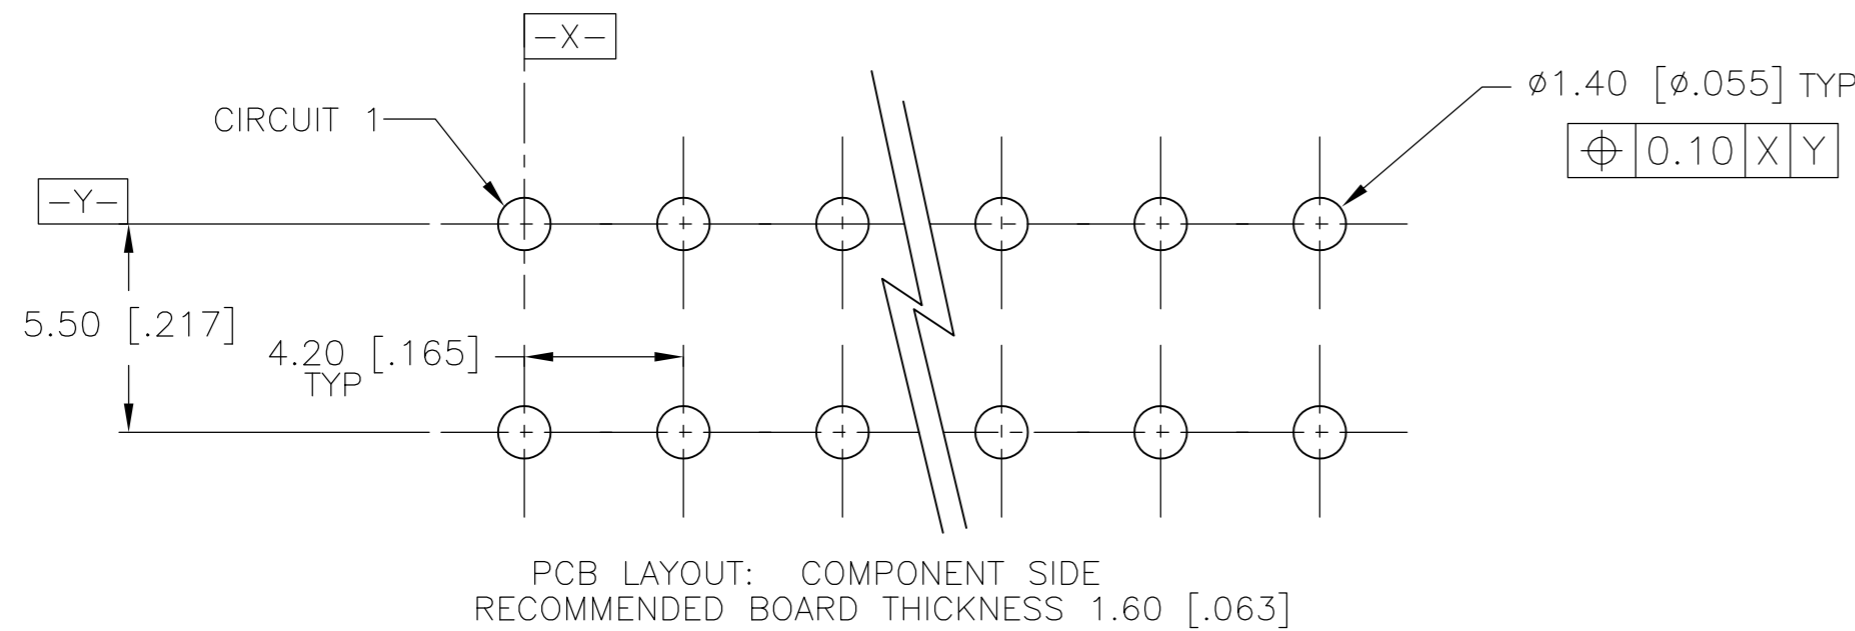 -X-
CIRCUIT 1
ø1.40 [ø.055] TYP
⌖ 0.10 X Y
-Y-
5.50 [.217]
4.20 [.165]
TYP
PCB LAYOUT: COMPONENT SIDE
RECOMMENDED BOARD THICKNESS 1.60 [.063]